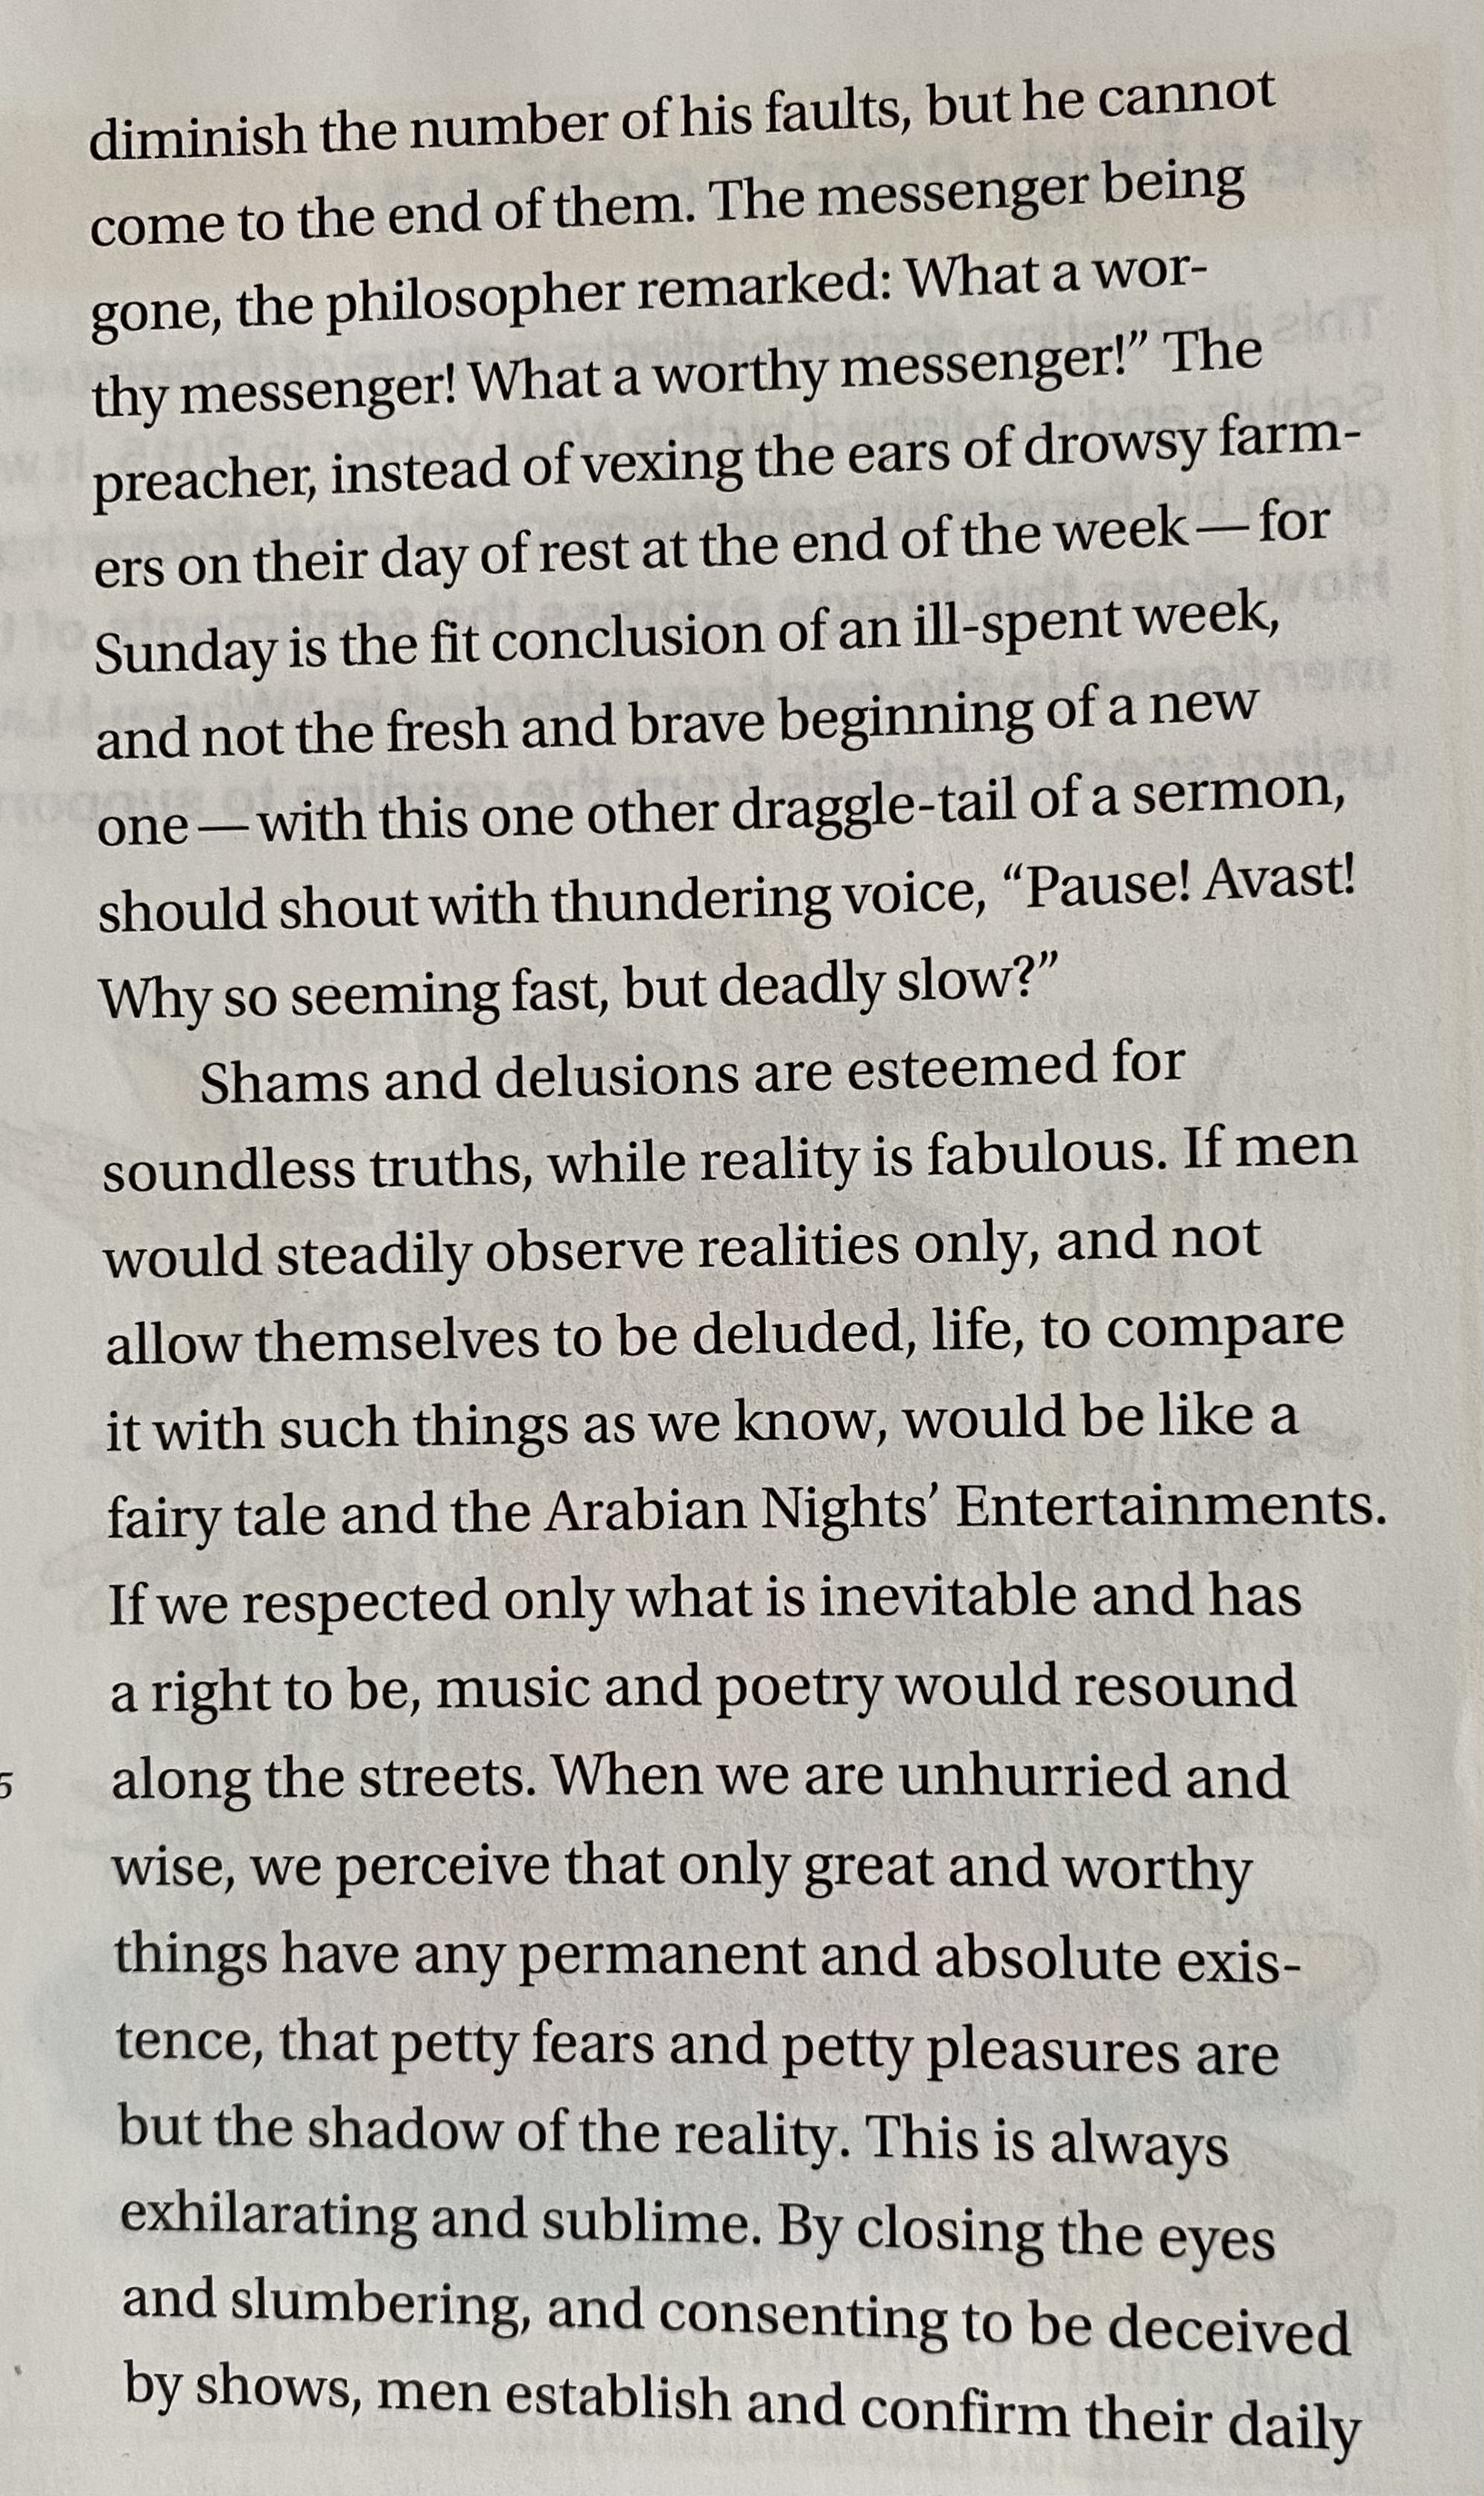 diminish the number of his faults, but he cannot
come to the end of them. The messenger being
gone, the philosopher remarked: What a wor-
thy messenger! What a worthy messenger!” The
preacher, instead of vexing the ears of drowsy farm-
ers on their day of rest at the end of the week — for
Sunday is the fit conclusion of an ill-spent week,
and not the fresh and brave beginning of a new
one — with this one other draggle-tail of a sermon,
should shout with thundering voice, “Pause! Avast!
Why so seeming fast, but deadly slow?”
Shams and delusions are esteemed for
soundless truths, while reality is fabulous. If men
would steadily observe realities only, and not
allow themselves to be deluded, life, to compare
it with such things as we know, would be like a
fairy tale and the Arabian Nights’ Entertainments.
If we respected only what is inevitable and has
a right to be, music and poetry would resound
along the streets. When we are unhurried and
wise, we perceive that only great and worthy
things have any permanent and absolute exis-
tence, that petty fears and petty pleasures are
but the shadow of the reality. This is always
exhilarating and sublime. By closing the eyes
and slumbering, and consenting to be deceived
by shows, men establish and confirm their daily